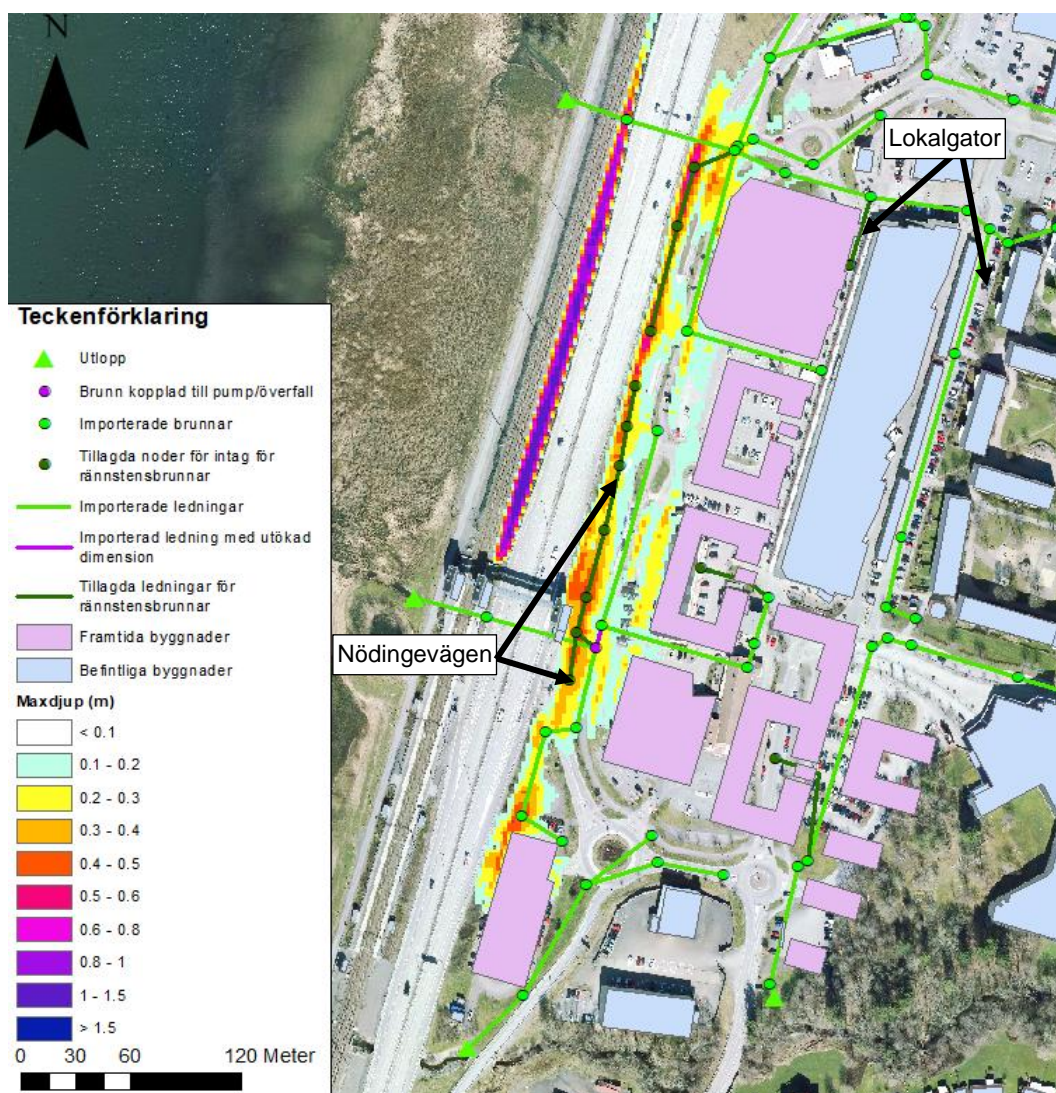 N
Lokalgator
Teckenförklaring
Utlopp
Brunn kopplad till pump/överfall
Importerade brunnar
Tillagda noder för intag för
rännstensbrunnar
Importerade ledningar
Importerad ledning med utökad
dimension
Tillagda ledningar för
rännstensbrunnar
Framtida byggnader
Befintliga byggnader
Nödingevägen
Maxdjup (m)
< 0.1
0.1 - 0.2
0.2 - 0.3
0.3 - 0.4
0.4 - 0.5
0.5 - 0.6
0.6 - 0.8
0.8 - 1
1 - 1.5
> 1.5
0 30 60 120 Meter